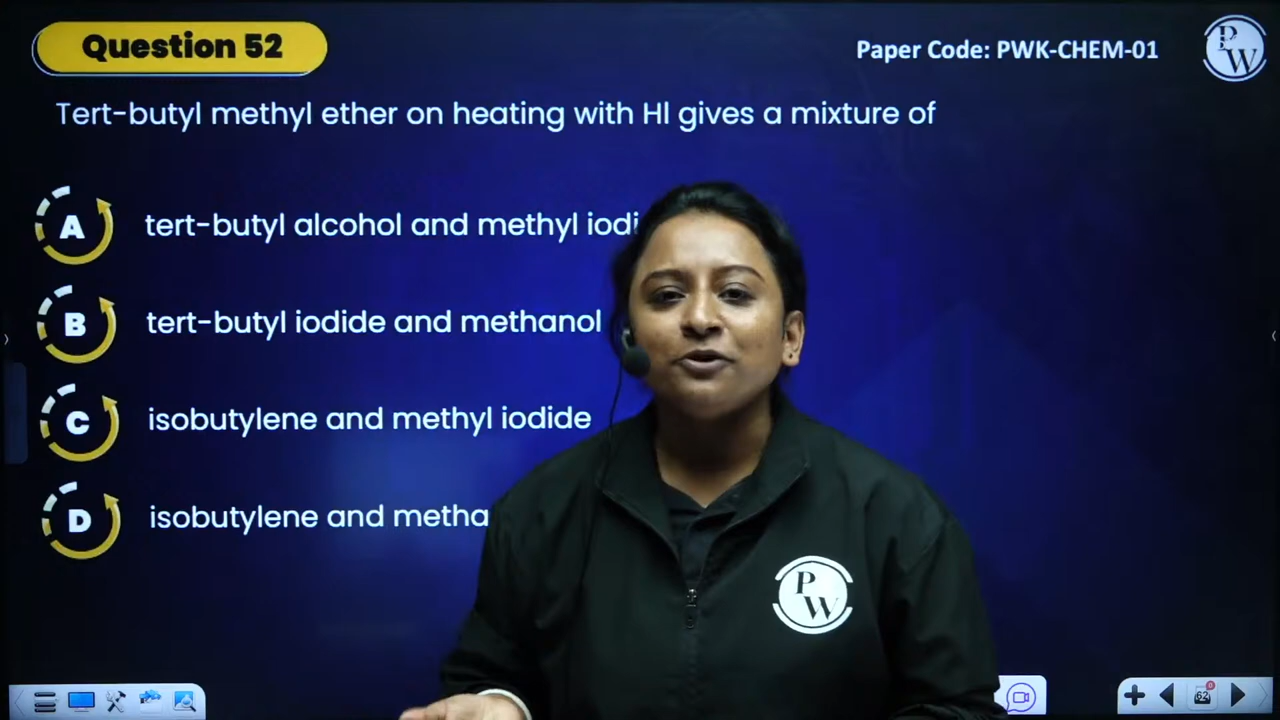 Question 52
Paper Code: PWK-CHEM-01
P
W
Tert-butyl methyl ether on heating with HI gives a mixture of
A
tert-butyl alcohol and methyl
B
tert-butyl iodide and methanol
C
isobutylene and methyl iodide
D
isobutylene and
P
W
62